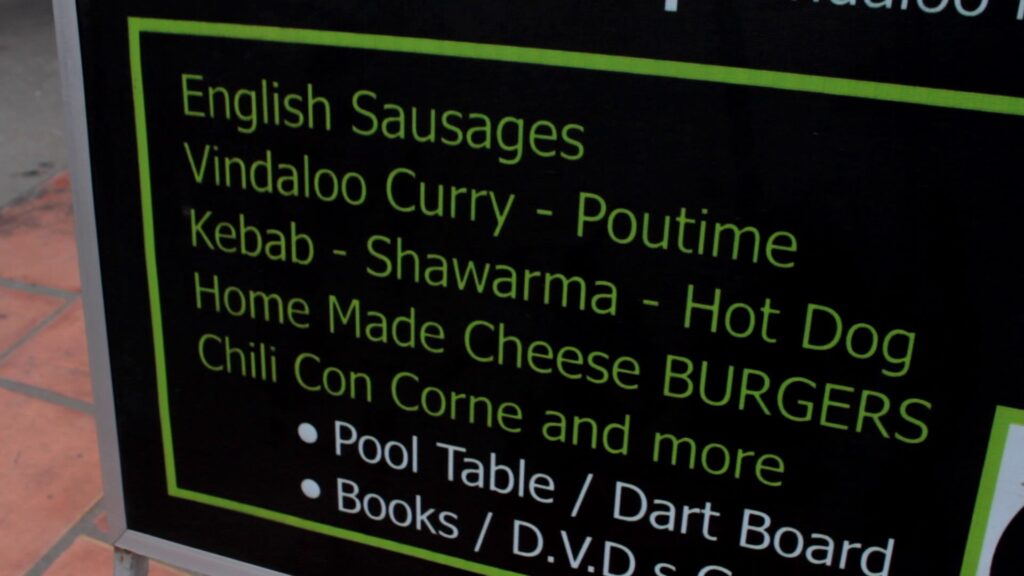 English Sausages
Vindaloo Curry - Poutime
Kebab - Shawarma - Hot Dog
Home Made Cheese BURGERS
Chili Con Corne and more
• Pool Table / Dart Board
• Books / D.V.D s